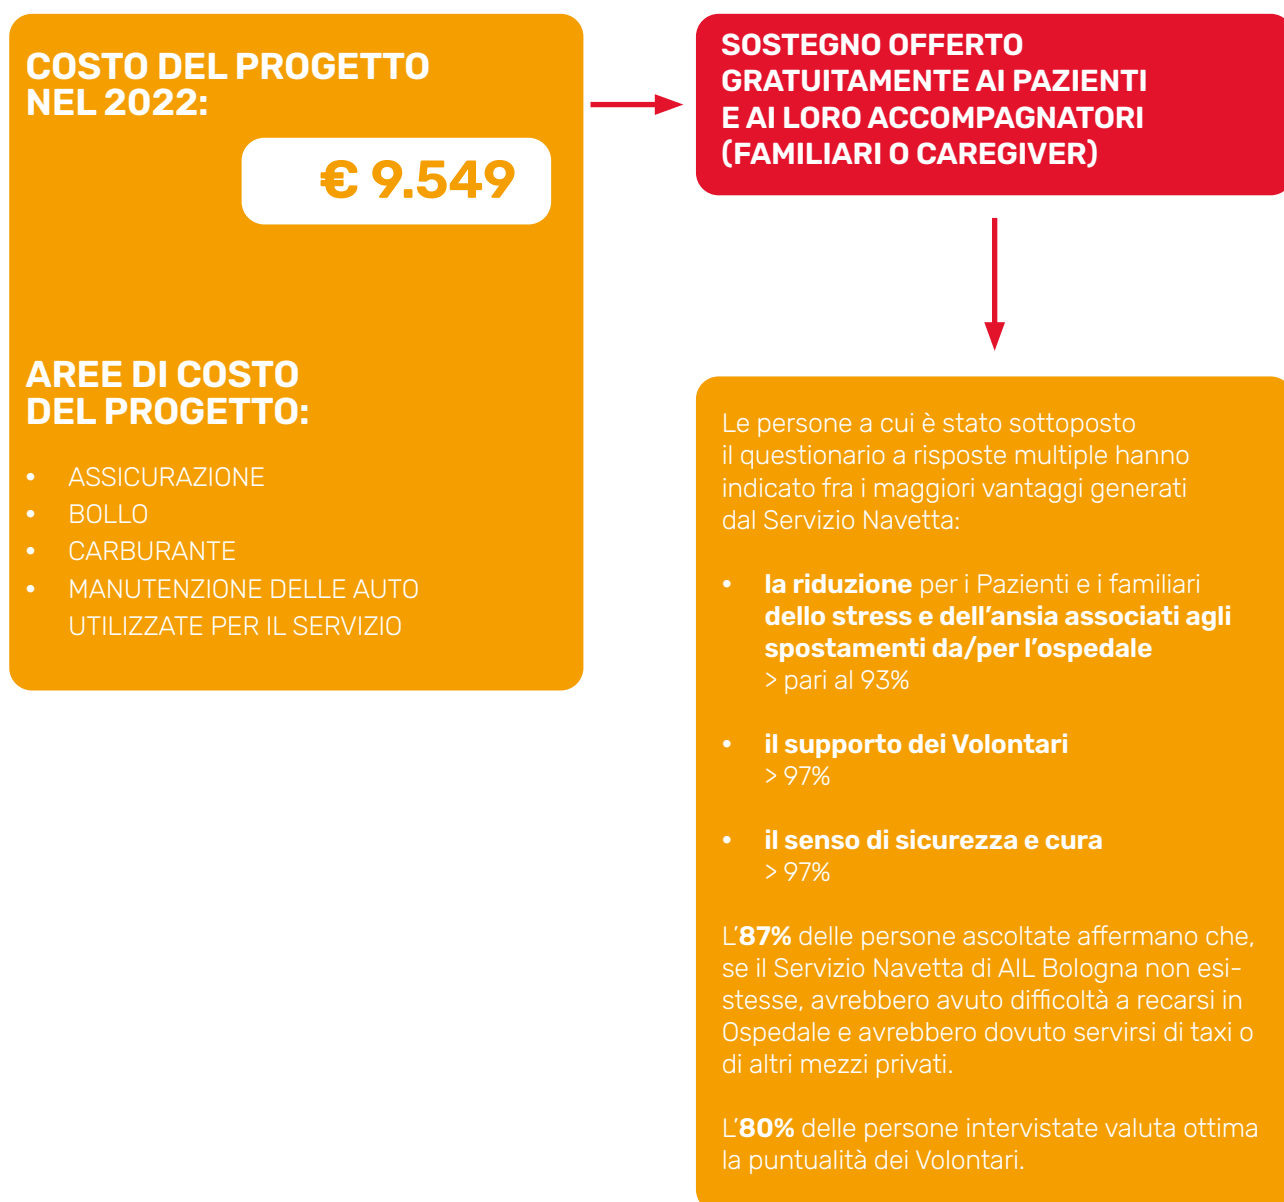 COSTO DEL PROGETTO
NEL 2022:
€ 9.549
AREE DI COSTO
DEL PROGETTO:
• ASSICURAZIONE
• BOLLO
• CARBURANTE
• MANUTENZIONE DELLE AUTO
UTILIZZATE PER IL SERVIZIO
SOSTEGNO OFFERTO
GRATUITAMENTE AI PAZIENTI
E AI LORO ACCOMPAGNATORI
(FAMILIARI O CAREGIVER)
Le persone a cui è stato sottoposto
il questionario a risposte multiple hanno
indicato fra i maggiori vantaggi generati
dal Servizio Navetta:
• la riduzione per i Pazienti e i familiari
dello stress e dell'ansia associati agli
spostamenti da/per l'ospedale
> pari al 93%
• il supporto dei Volontari
> 97%
• il senso di sicurezza e cura
> 97%
L'87% delle persone ascoltate affermano che,
se il Servizio Navetta di AIL Bologna non esi-
stesse, avrebbero avuto difficoltà a recarsi in
Ospedale e avrebbero dovuto servirsi di taxi o
di altri mezzi privati.
L'80% delle persone intervistate valuta ottima
la puntualità dei Volontari.